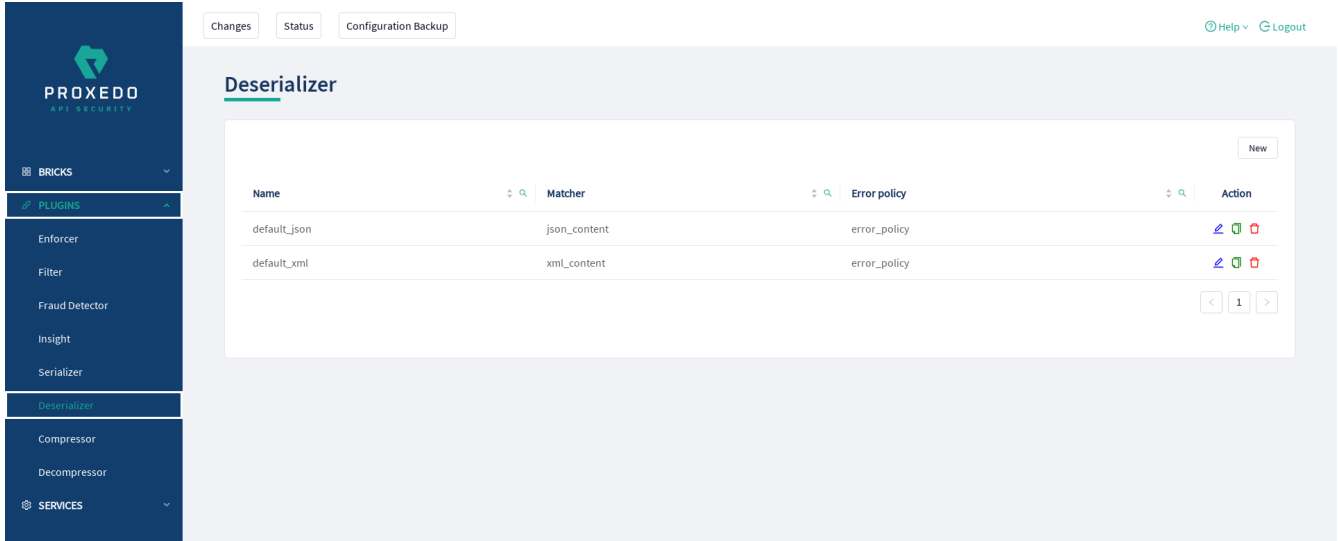 Changes Status Configuration Backup Help Logout
PROXEDO
API SECURITY
Deserializer
New
BRICKS
PLUGINS
Enforcer
Filter
Fraud Detector
Insight
Serializer
Deserializer
Compressor
Decompressor
SERVICES
Name Matcher Error policy Action
default_json json_content error_policy
default_xml xml_content error_policy
< 1 >